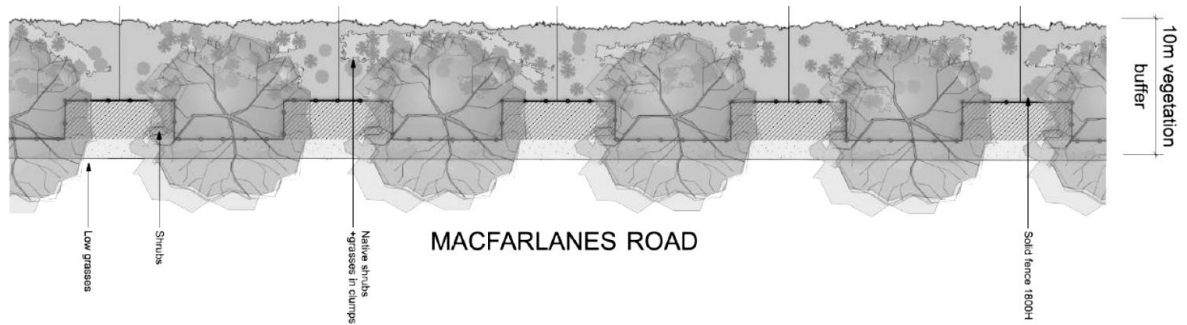 10m vegetation
buffer
MACFARLANES ROAD
Low grasses
Shrubs
Native shrubs
+grasses in clumps
Solid fence 1800H